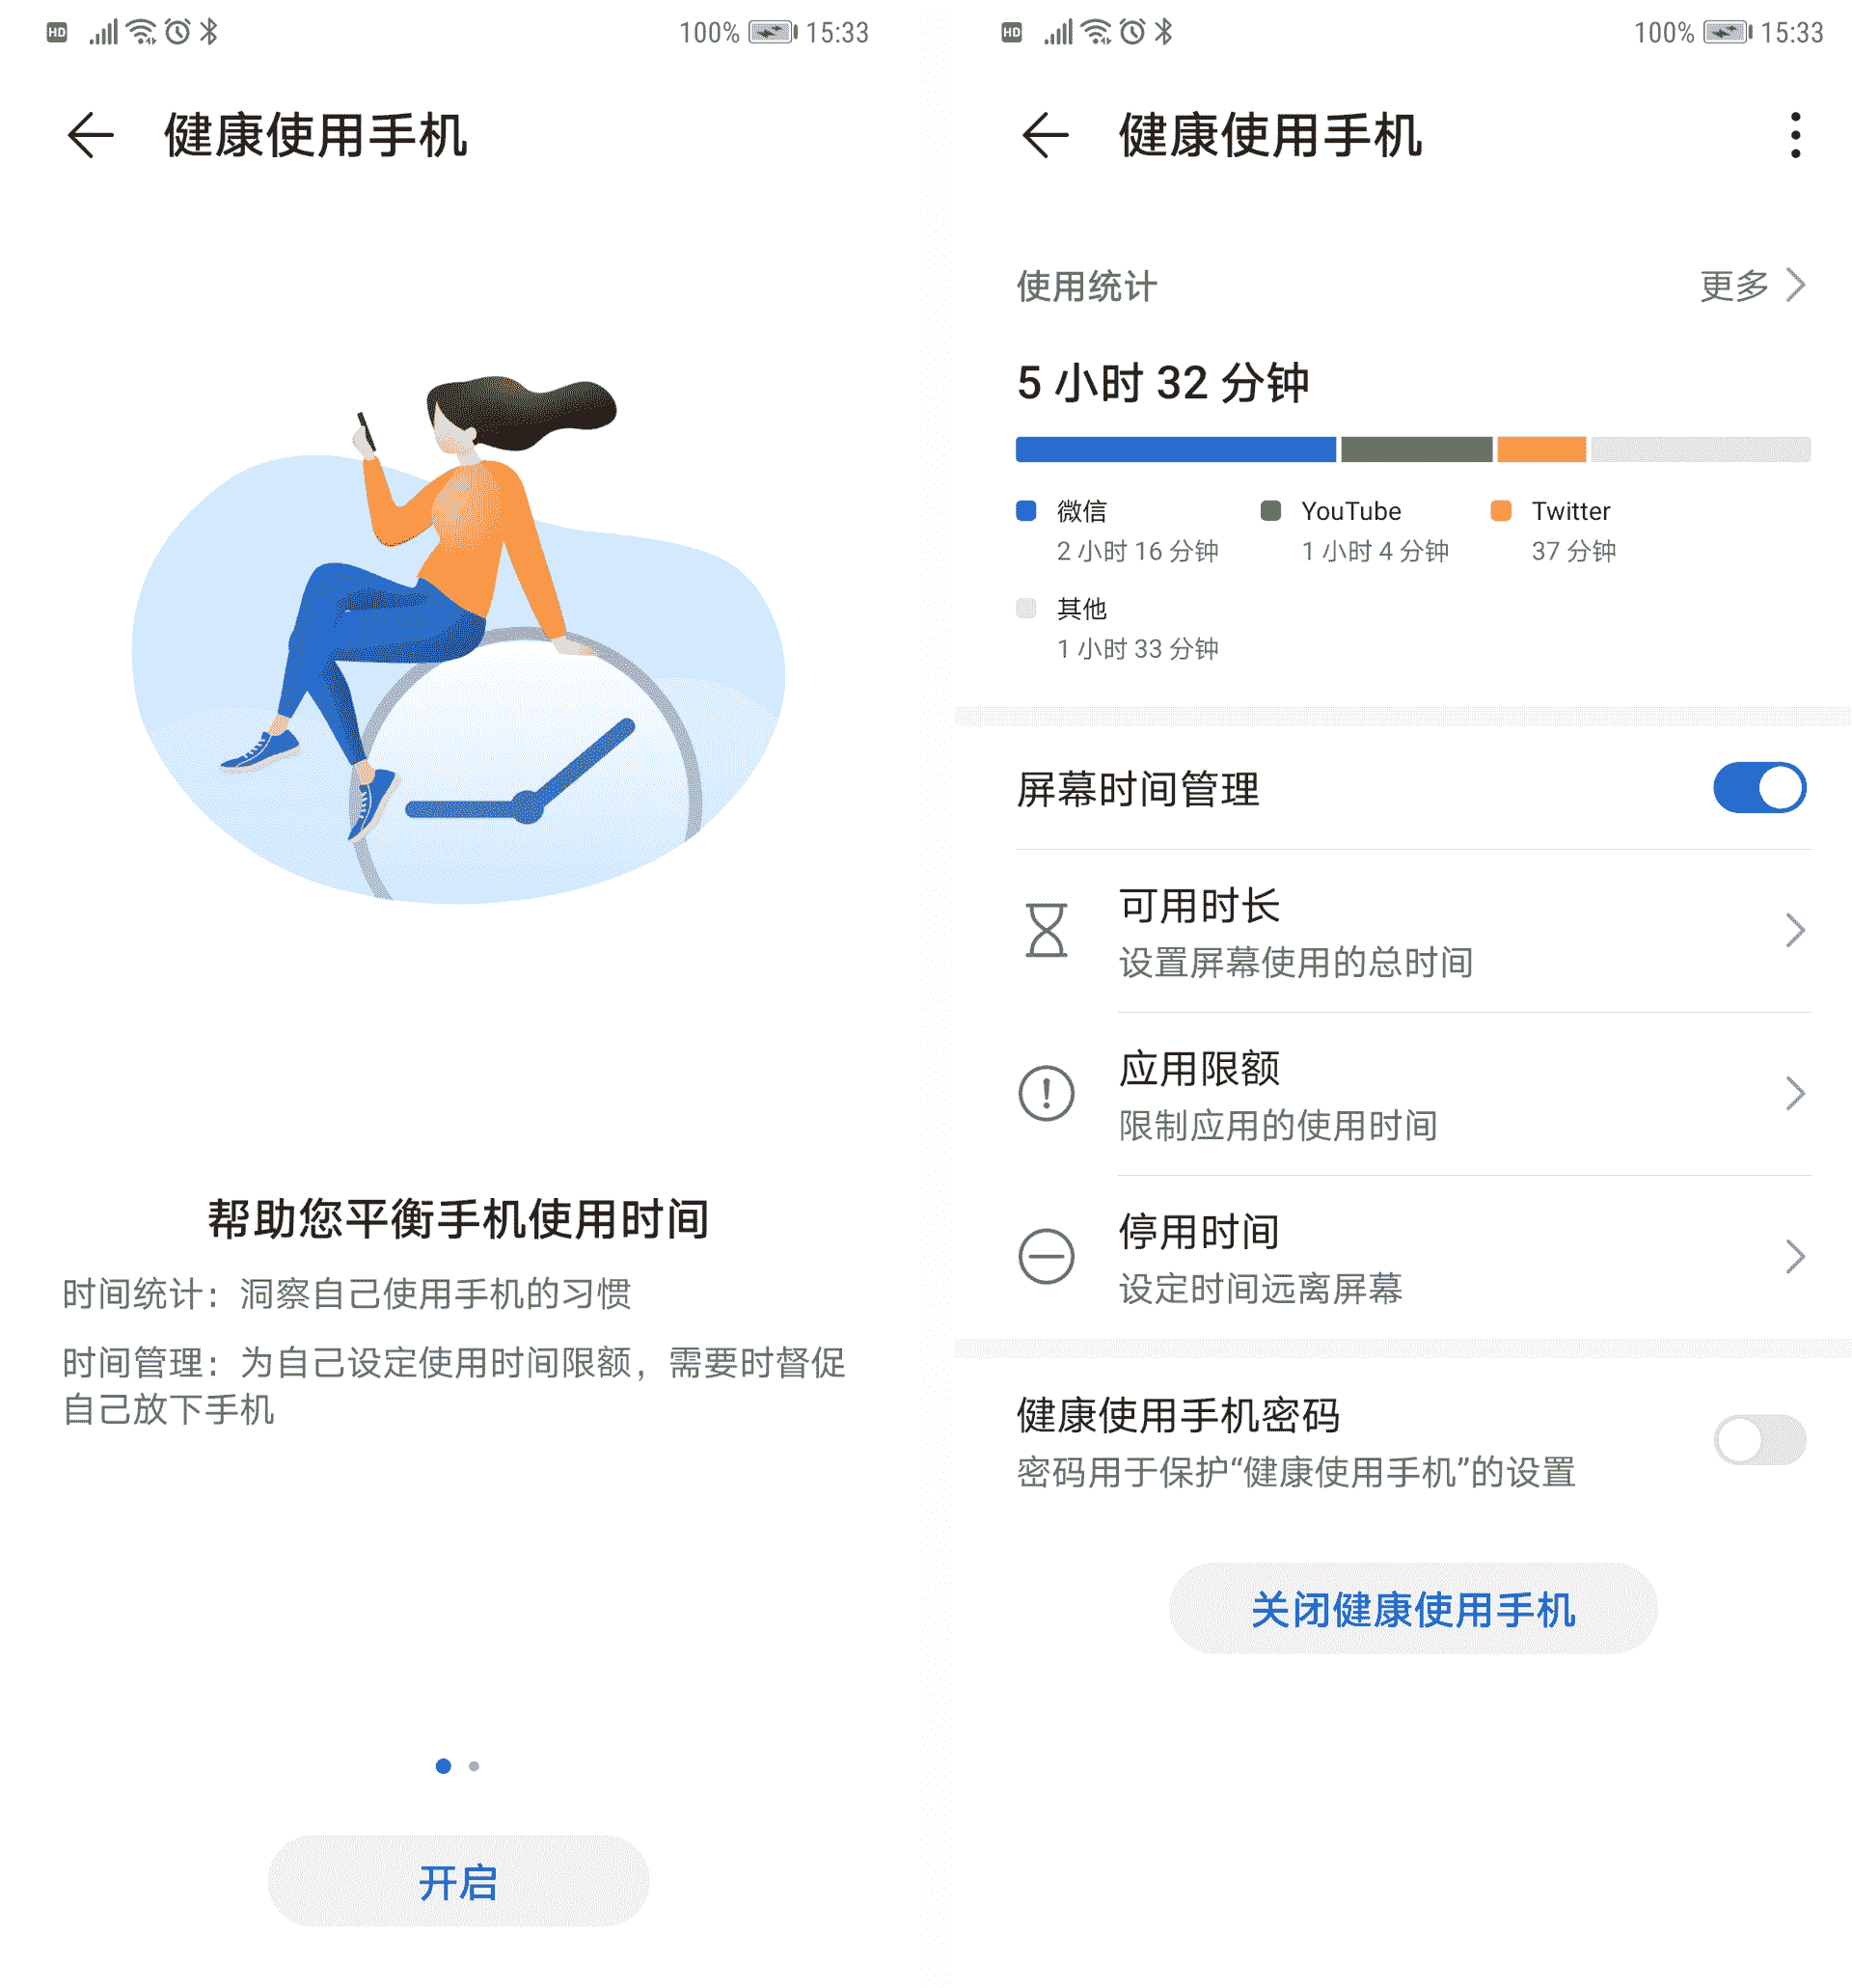 HD
100% 15:33
健康使用手机
帮助您平衡手机使用时间
时间统计：洞察自己使用手机的习惯
时间管理：为自己设定使用时间限额，需要时督促
自己放下手机
开启
HD
100% 15:33
健康使用手机
使用统计 更多
5 小时 32 分钟
微信 YouTube Twitter
2 小时 16 分钟 1 小时 4 分钟 37 分钟
其他
1 小时 33 分钟
屏幕时间管理
可用时长
设置屏幕使用的总时间
应用限额
限制应用的使用时间
停用时间
设定时间远离屏幕
健康使用手机密码
密码用于保护“健康使用手机”的设置
关闭健康使用手机